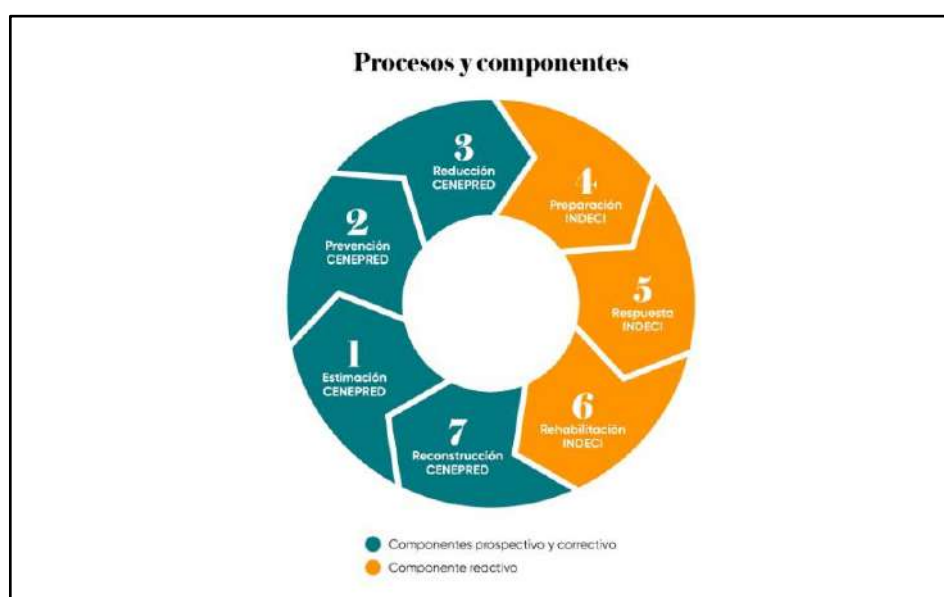 Procesos y componentes
3
Reducción
CENEPRED
4
Preparación
INDECI
2
Prevención
CENEPRED
5
Respuesta
INDECI
1
Estimación
CENEPRED
6
Rehabilitación
INDECI
7
Reconstrucción
CENEPRED
Componentes prospectivo y correctivo
Componente reactivo